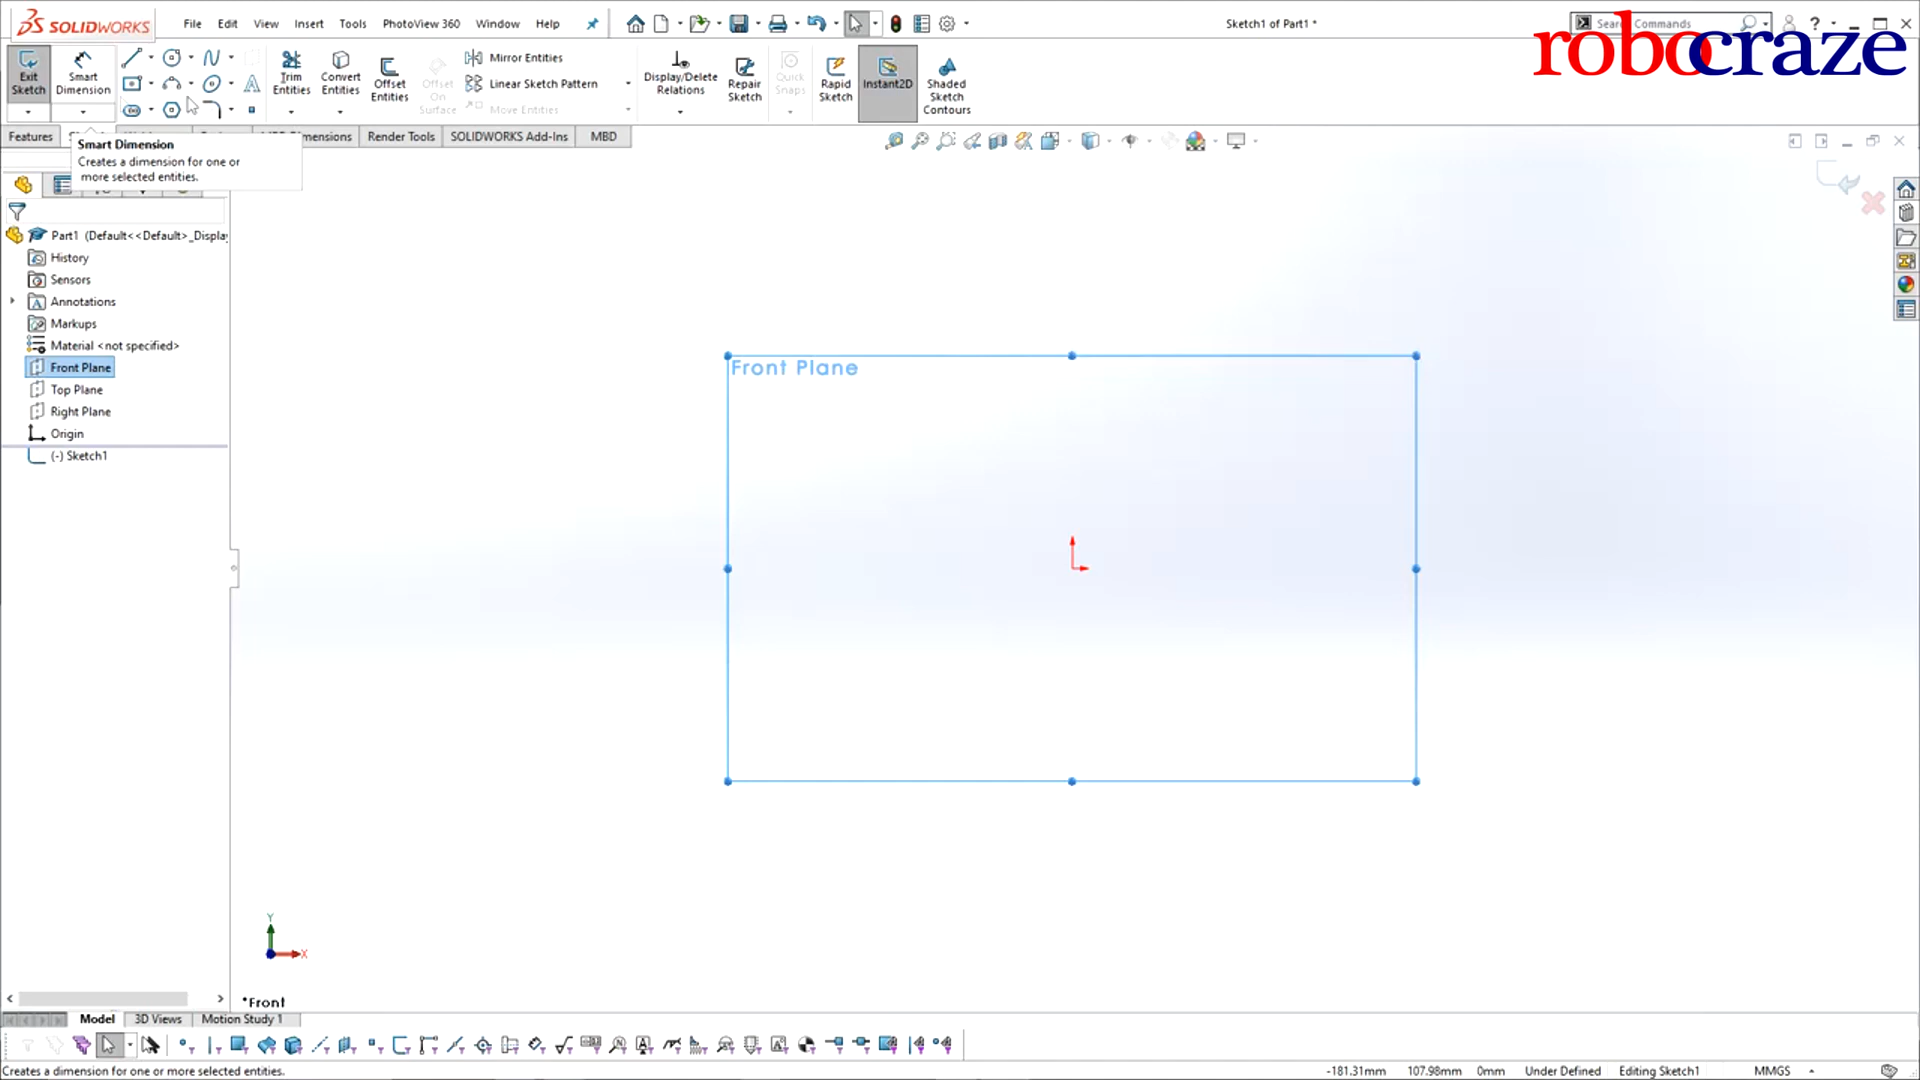 SOLIDWORKS File Edit View Insert Tools PhotoView 360 Window Help Sketch1 of Part1 * Commands ?
robocraze
Exit Sketch Smart Dimension Trim Entities Convert Entities Offset Entities Offset On Surface Mirror Entities Linear Sketch Pattern Move Entities Display/Delete Relations Repair Sketch Quick Snaps Rapid Sketch Instant2D Shaded Sketch Contours
Features Render Tools SOLIDWORKS Add-Ins MBD
Smart Dimension
Creates a dimension for one or
more selected entities.
Part1 (Default<<Default>_Displa
History
Sensors
Annotations
Markups
Material <not specified>
Front Plane
Top Plane
Right Plane
Origin
(-) Sketch1
Front Plane
Y
X
*Front
Model 3D Views Motion Study 1
Creates a dimension for one or more selected entities. -181.31mm 107.98mm 0mm Under Defined Editing Sketch1 MMGS